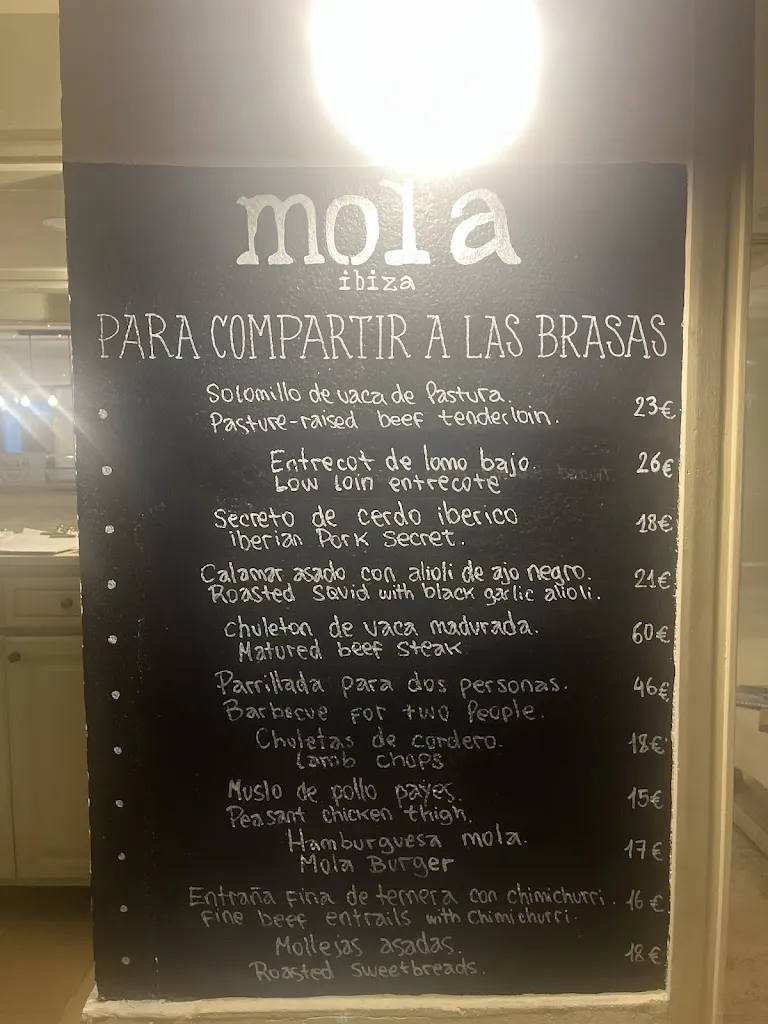 mola
ibiza
PARA COMPARTIR A LAS BRASAS
Solomillo de vaca de Pastura.
Pasture-raised beef tenderloin. 23€
Entrecot de lomo bajo.
Low loin entrecote 26€
Secreto de cerdo iberico
iberian Pork Secret. 18€
Calamar asado con alioli de ajo negro.
Roasted Squid with black garlic alioli. 21€
Chuleton de vaca madurada.
Matured beef steak 60€
Parrillada para dos personas.
Barbecue For two People. 46€
Chuletas de cordero.
Lamb chops 18€
Muslo de pollo payes.
Peasant chicken thigh. 15€
Hamburguesa mola.
Mola Burger 17€
Entraña Fina de ternera con chimichurri.
Fine beef entrails with Chimichurri. 16€
Mollejas asadas.
Roasted Sweetbreads. 18€